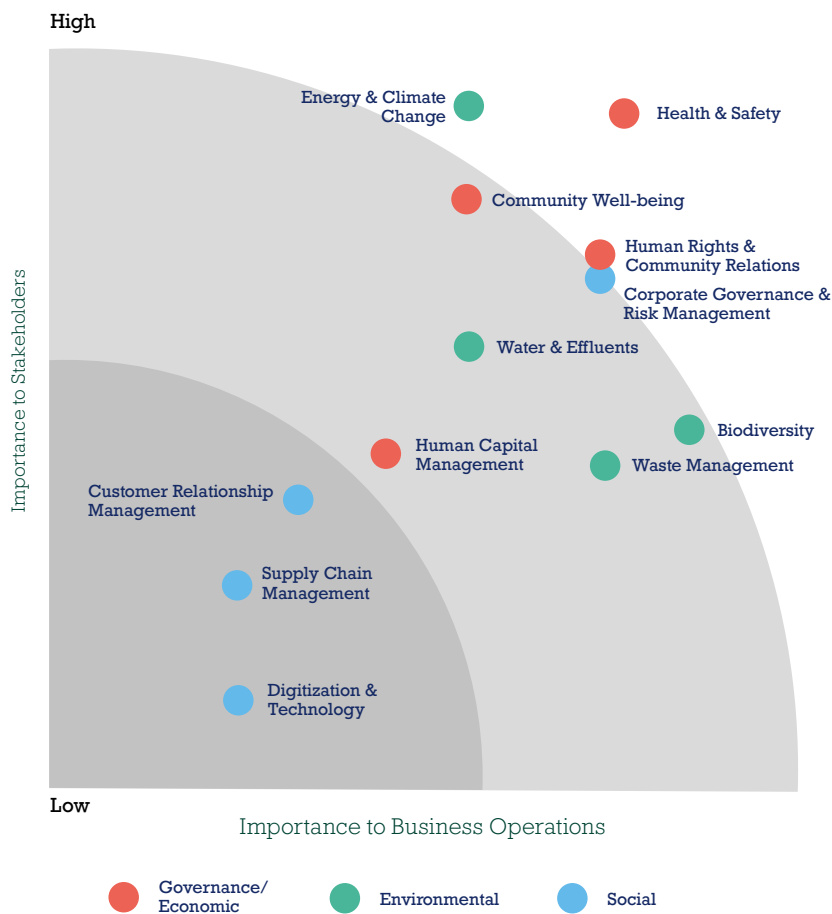 High
Energy & Climate
Change
Health & Safety
Community Well-being
Human Rights &
Community Relations
Corporate Governance &
Risk Management
Water & Effluents
Biodiversity
Human Capital
Management
Waste Management
Customer Relationship
Management
Supply Chain
Management
Digitization &
Technology
Importance to Stakeholders
Low
Importance to Business Operations
Governance/
Economic
Environmental
Social